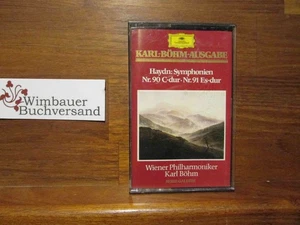 Wimbauer
Buchversand
KARL-BÖHM-AUSGABE
Haydn: Symphonien
Nr. 90 C-dur · Nr. 91 Es-dur
Wiener Philharmoniker
Karl Böhm